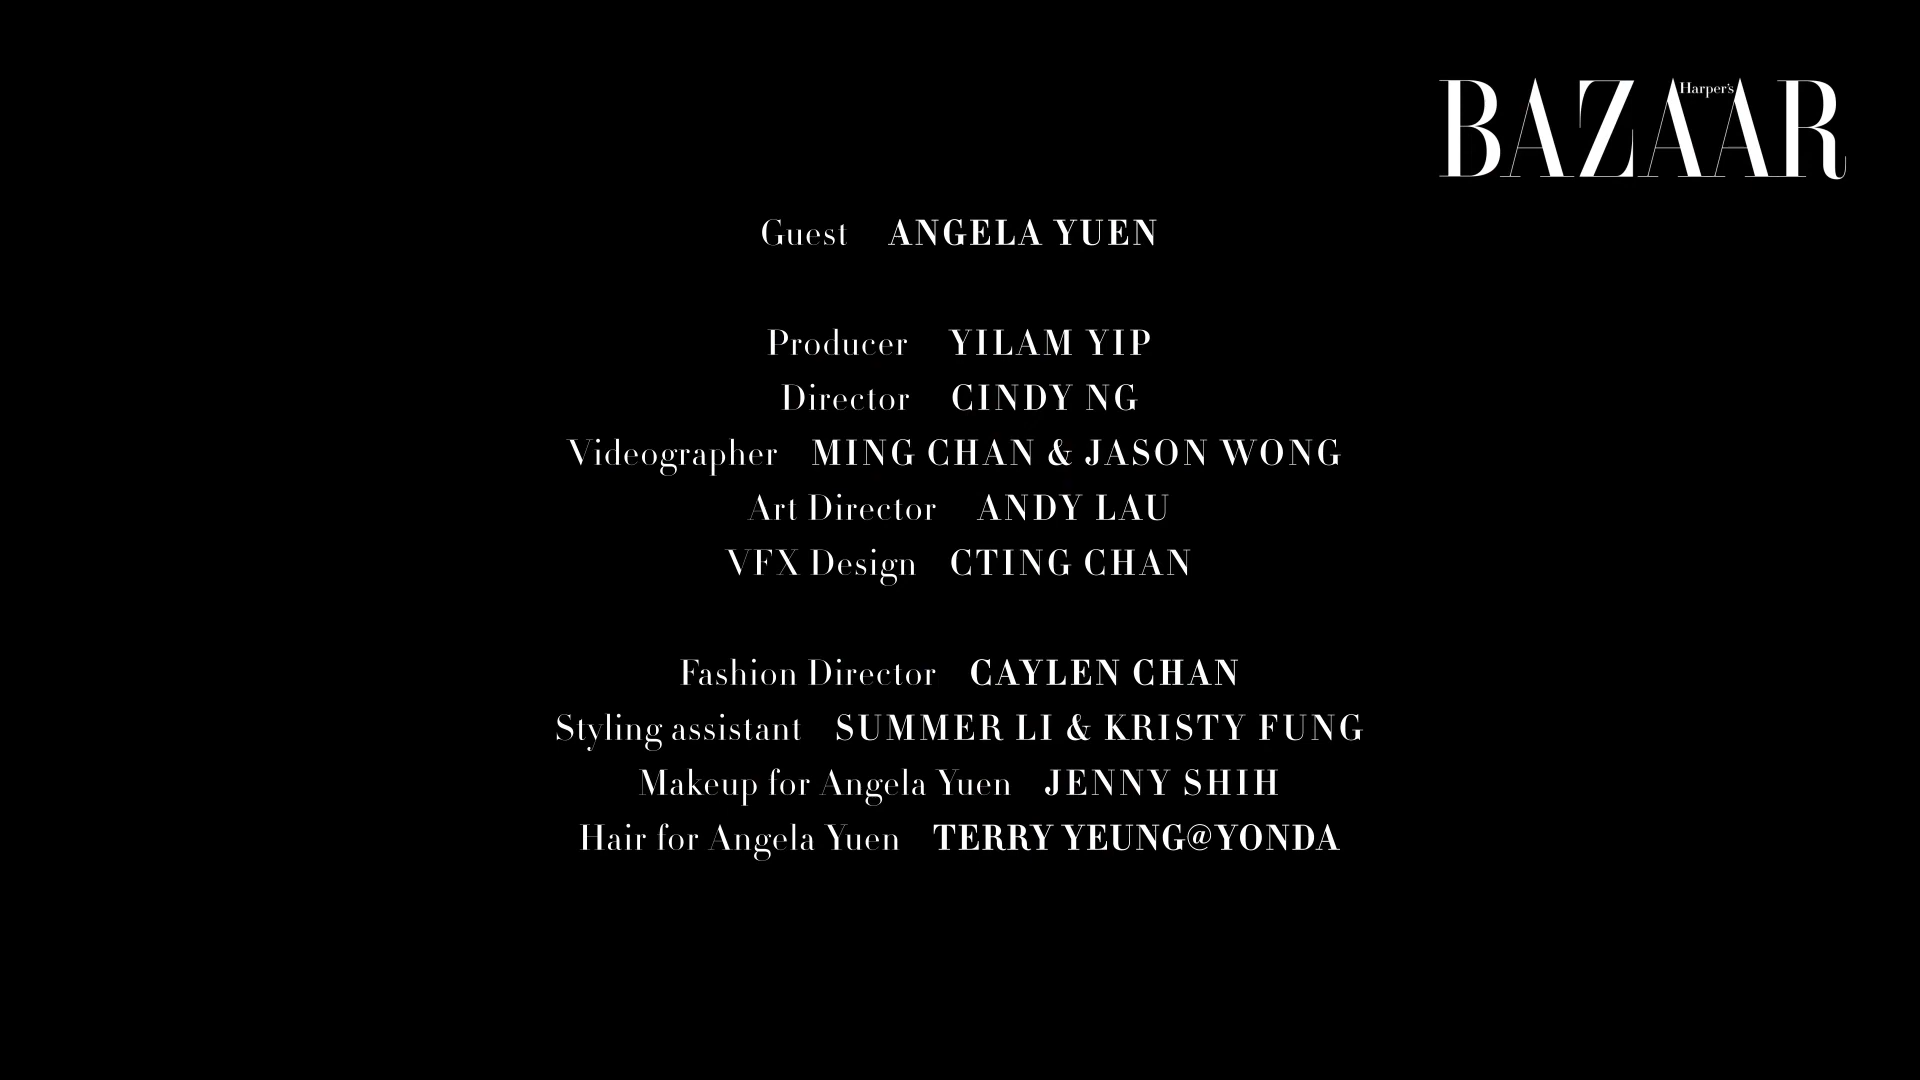 Harper's
BAZAAR
Guest ANGELA YUEN
Producer YILAM YIP
Director CINDY NG
Videographer MING CHAN & JASON WONG
Art Director ANDY LAU
VFX Design CTING CHAN
Fashion Director CAYLEN CHAN
Styling assistant SUMMER LI & KRISTY FUNG
Makeup for Angela Yuen JENNY SHIH
Hair for Angela Yuen TERRY YEUNG@YONDA